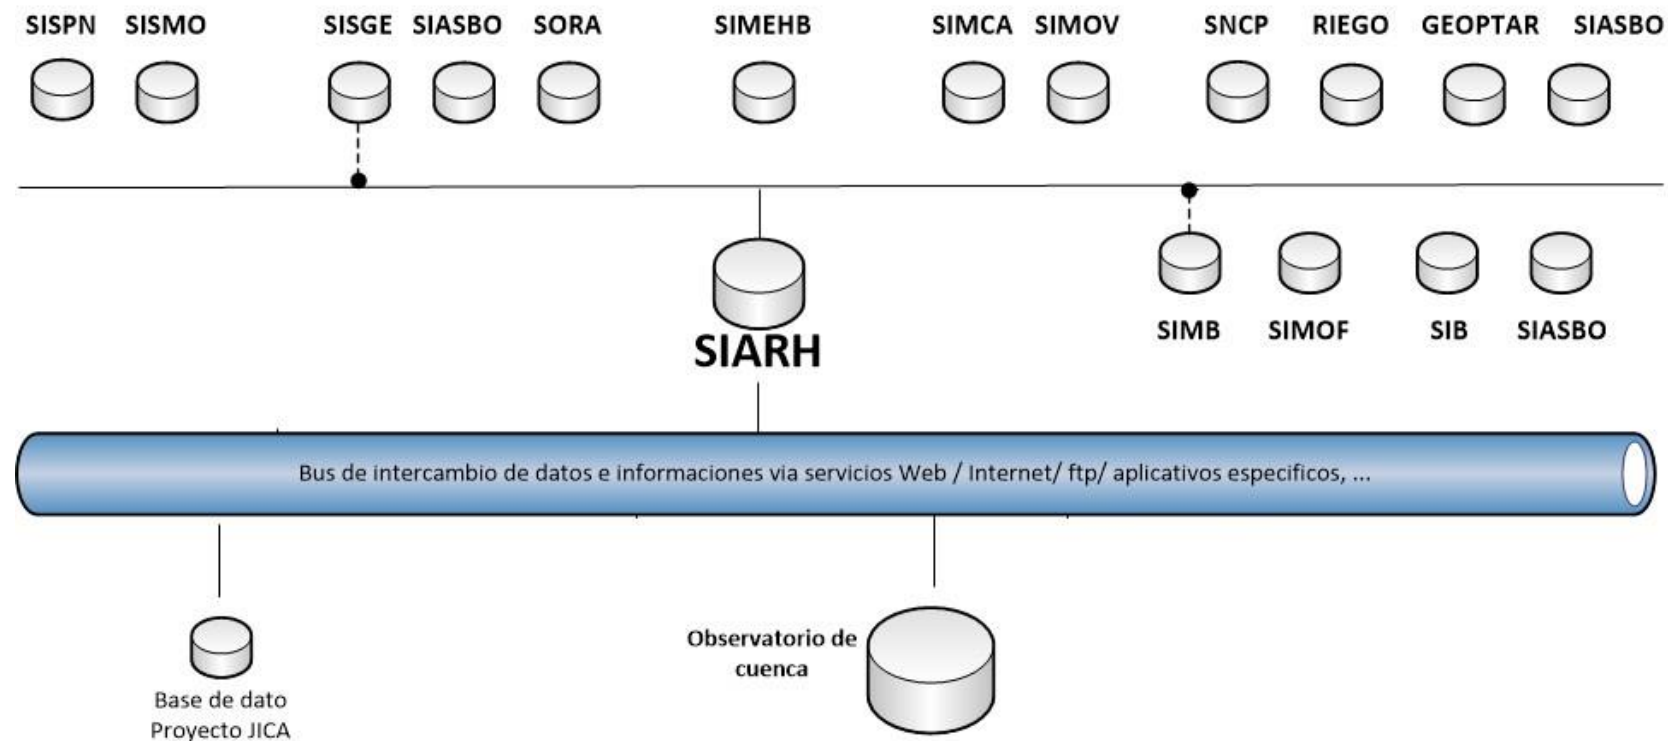 SISPN SISMO SISGE SIASBO SORA SIMEHB SIMCA SIMOV SNCP RIEGO GEOPTAR SIASBO
SIARH
SIMB SIMOF SIB SIASBO
Bus de intercambio de datos e informaciones via servicios Web / Internet/ ftp/ aplicativos especificos, ...
Observatorio de
cuenca
Base de dato
Proyecto JICA